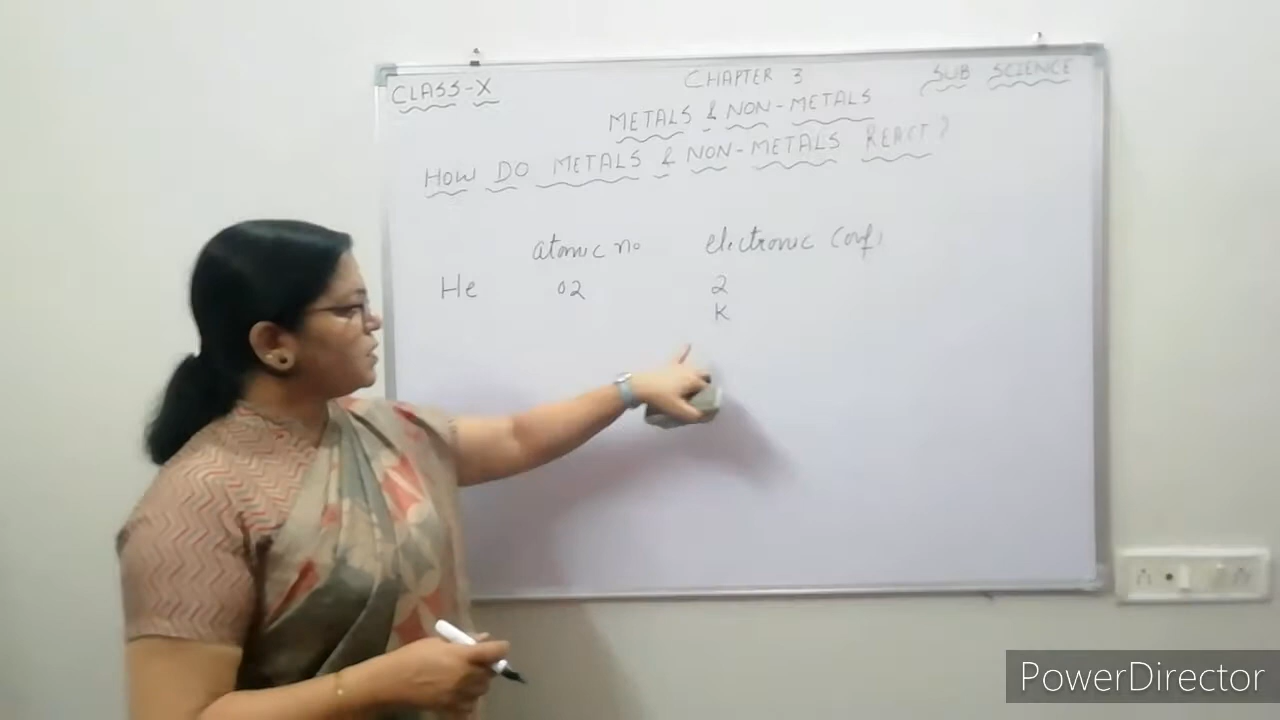 CLASS-X CHAPTER 3 SUB SCIENCE
METALS & NON-METALS
HOW DO METALS & NON-METALS REACT?
atomic no electronic conf,
He 02 2
K
PowerDirector